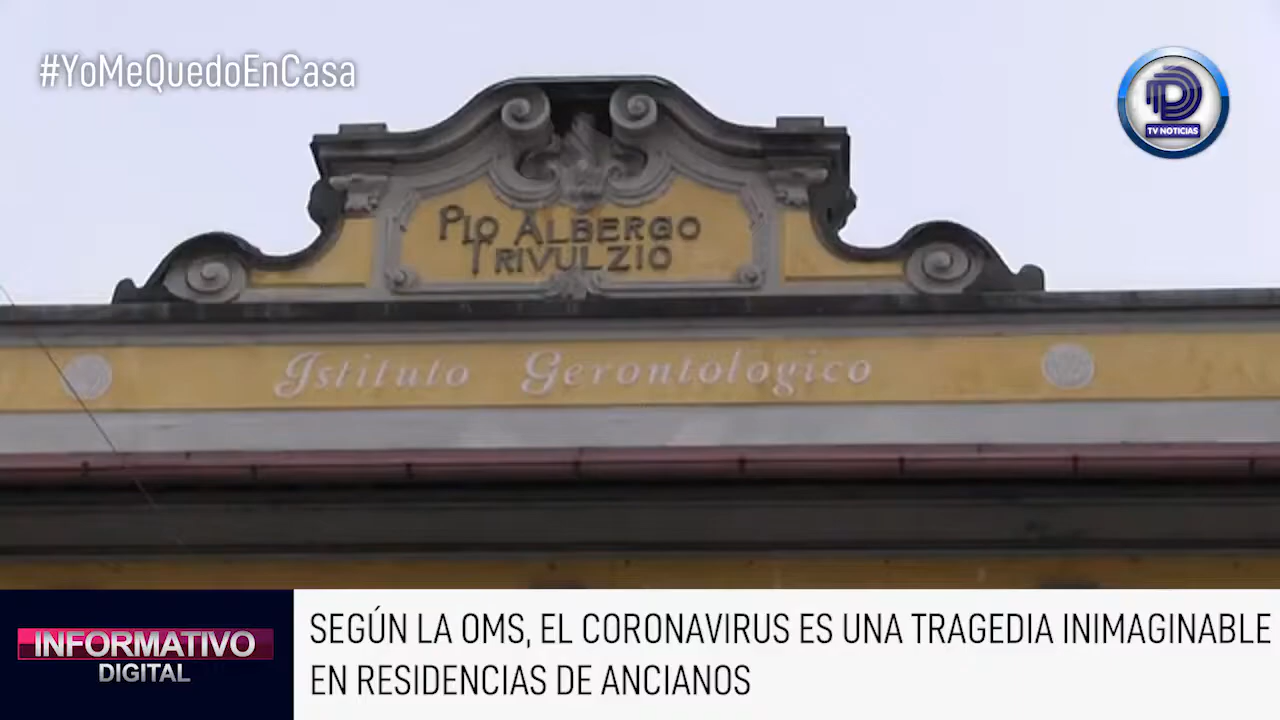 #YoMeQuedoEnCasa
TV NOTICIAS
PIO ALBERGO
TRIVULZIO
Istituto Gerontologico
INFORMATIVO
DIGITAL
SEGÚN LA OMS, EL CORONAVIRUS ES UNA TRAGEDIA INIMAGINABLE
EN RESIDENCIAS DE ANCIANOS